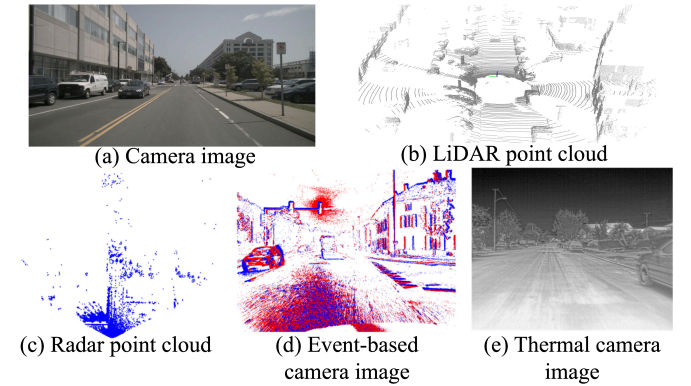 (a) Camera image
(b) LiDAR point cloud
(c) Radar point cloud
(d) Event-based
camera image
(e) Thermal camera
image